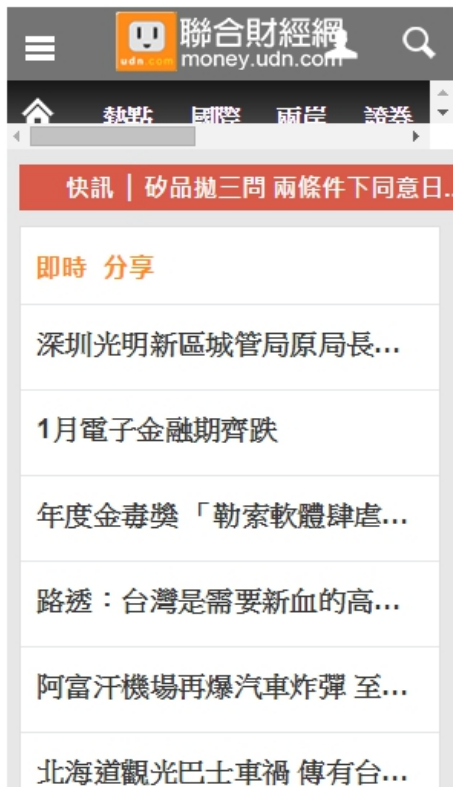 聯合財經網
udn.com
money.udn.com
熱點 國際 兩岸 證券
快訊 | 矽品拋三問 兩條件下同意日..
即時 分享
深圳光明新區城管局原局長...
1月電子金融期齊跌
年度金毒獎「勒索軟體肆虐...
路透：台灣是需要新血的高...
阿富汗機場再爆汽車炸彈 至...
北海道觀光巴士車禍 傳有台...